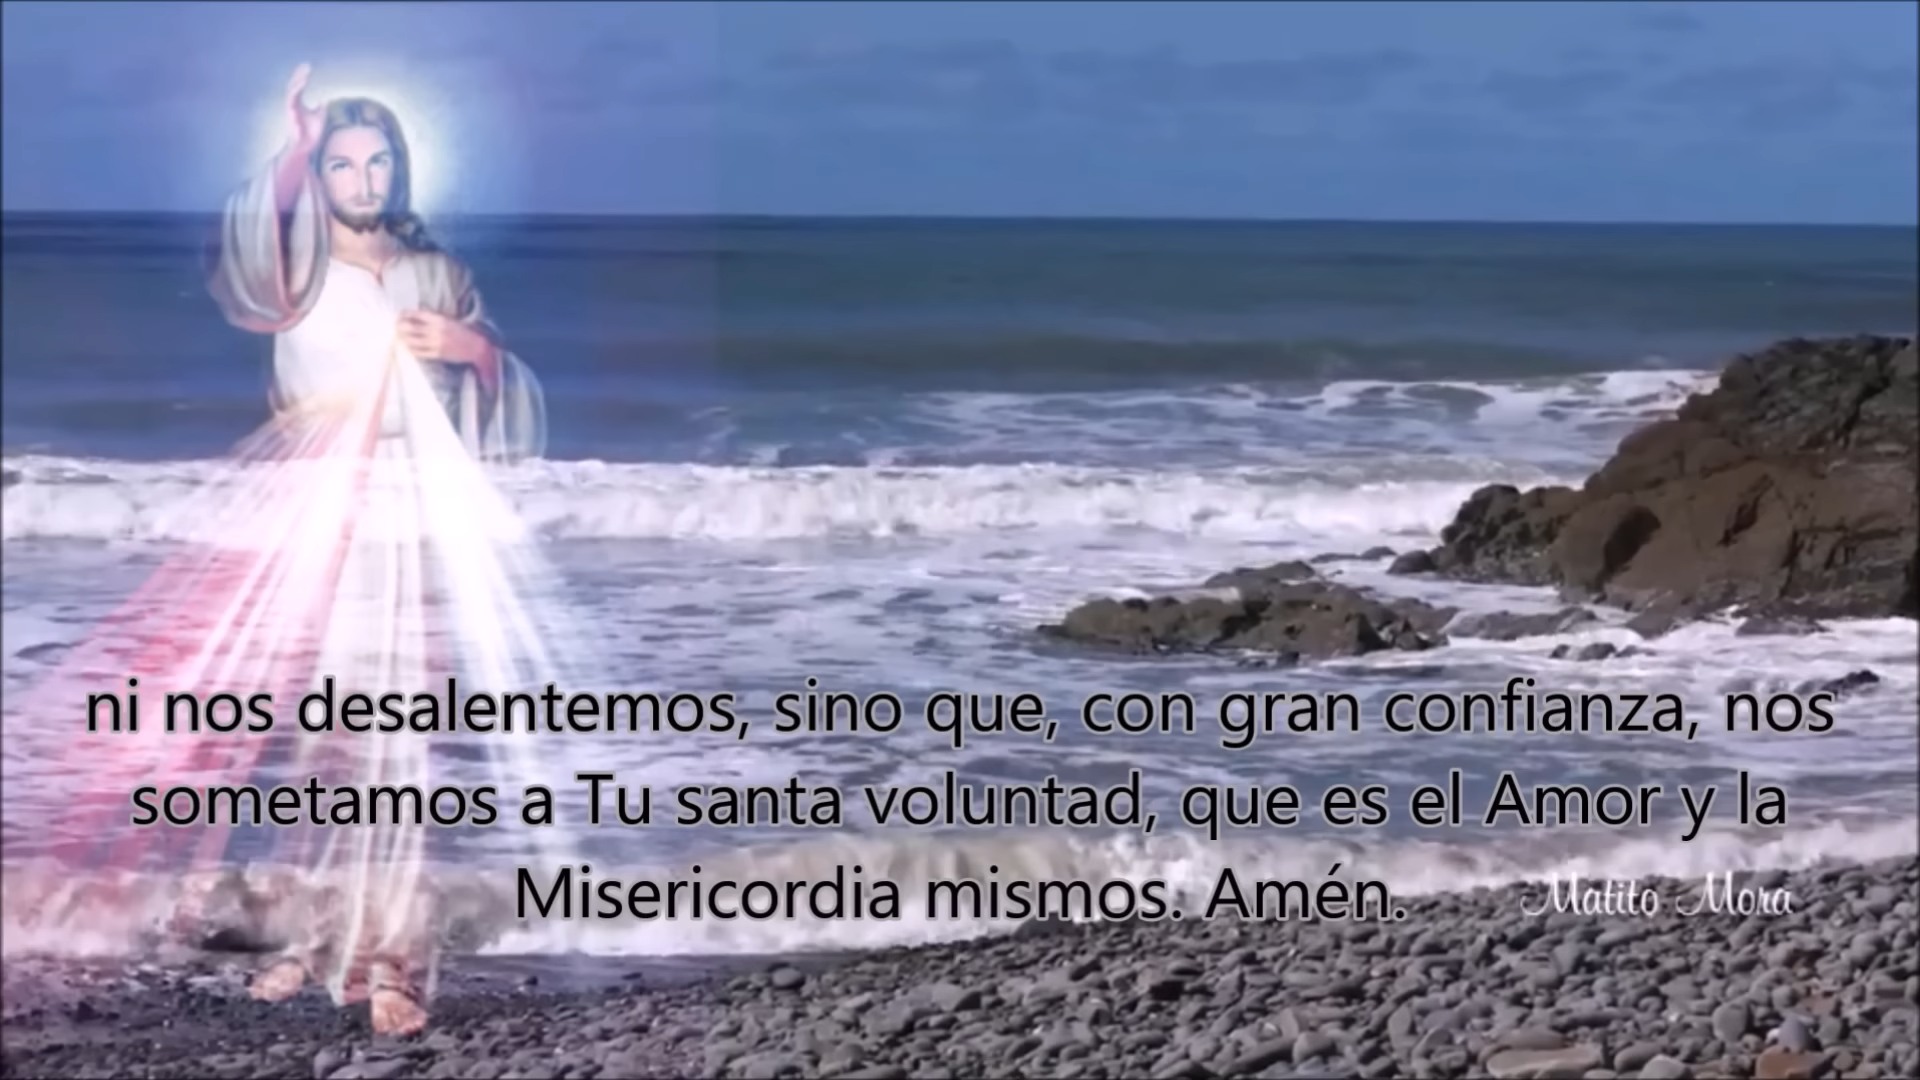 ni nos desalentemos, sino que, con gran confianza, nos
sometamos a Tu santa voluntad, que es el Amor y la
Misericordia mismos. Amén.
Matito Mora